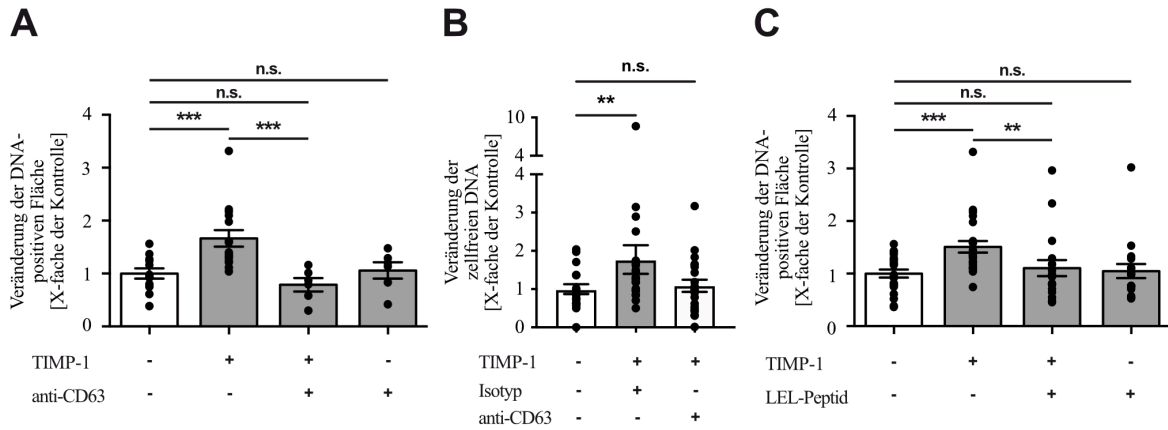 A
n.s.
n.s.
*** ***
Veränderung der DNA-
positiven Fläche
[X-fache der Kontrolle]
4
3
2
1
0
TIMP-1 - + + -
anti-CD63 - - + +
B
n.s.
**
Veränderung der
zellfreien DNA
[X-fache der Kontrolle]
10
4
4
3
2
1
0
TIMP-1 - + +
Isotyp - + -
anti-CD63 - - +
C
n.s.
n.s.
*** **
Veränderung der DNA-
positiven Fläche
[X-fache der Kontrolle]
4
3
2
1
0
TIMP-1 - + + -
LEL-Peptid - - + +